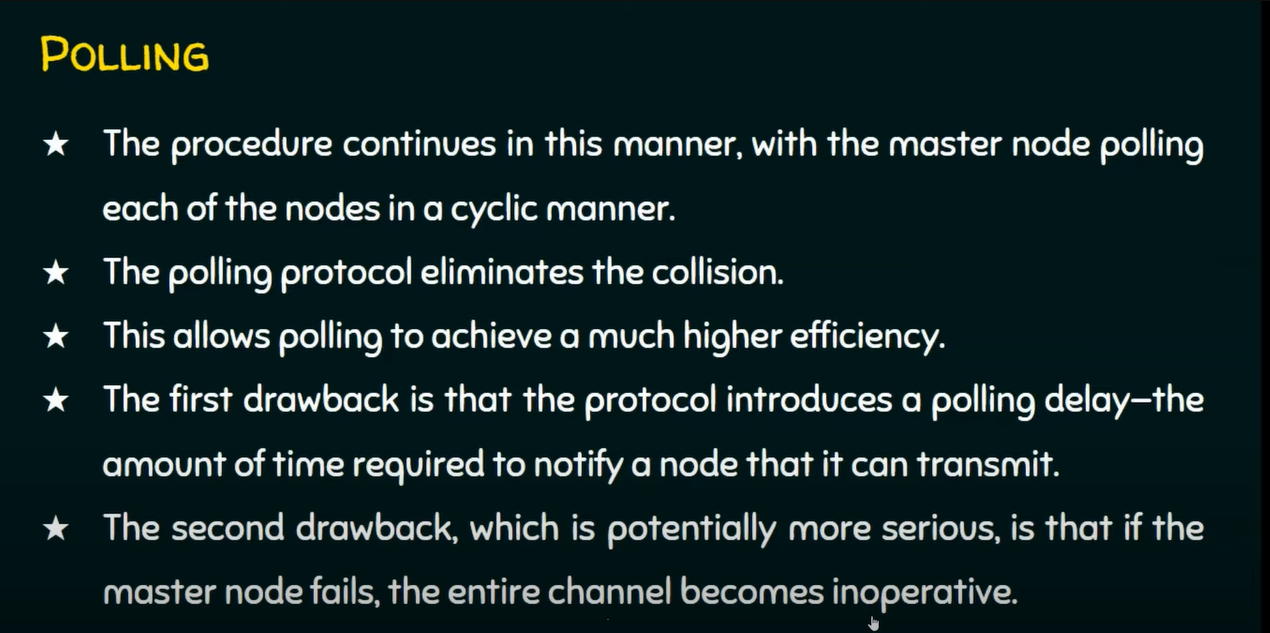 POLLING
★ The procedure continues in this manner, with the master node polling
each of the nodes in a cyclic manner.
★ The polling protocol eliminates the collision.
★ This allows polling to achieve a much higher efficiency.
★ The first drawback is that the protocol introduces a polling delay—the
amount of time required to notify a node that it can transmit.
★ The second drawback, which is potentially more serious, is that if the
master node fails, the entire channel becomes inoperative.